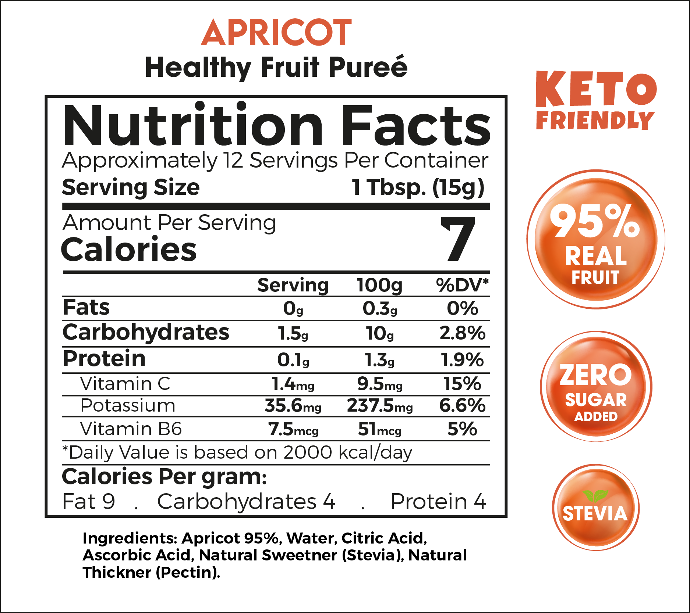 APRICOT
Healthy Fruit Pureé
Nutrition Facts
Approximately 12 Servings Per Container
Serving Size 1 Tbsp. (15g)
Amount Per Serving
Calories 7
Serving 100g %DV*
Fats 0g 0.3g 0%
Carbohydrates 1.5g 10g 2.8%
Protein 0.1g 1.3g 1.9%
Vitamin C 1.4mg 9.5mg 15%
Potassium 35.6mg 237.5mg 6.6%
Vitamin B6 7.5mcg 51mcg 5%
*Daily Value is based on 2000 kcal/day
Calories Per gram:
Fat 9 . Carbohydrates 4 . Protein 4
Ingredients: Apricot 95%, Water, Citric Acid,
Ascorbic Acid, Natural Sweetner (Stevia), Natural
Thickner (Pectin).
KETO
FRIENDLY
95%
REAL
FRUIT
ZERO
SUGAR
ADDED
STEVIA